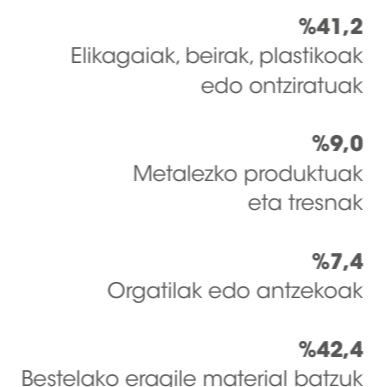 %41,2
Elikagaiak, beirak, plastikoak
edo ontziratuak
%9,0
Metalezko produktuak
eta tresnak
%7,4
Orgatilak edo antzekoak
%42,4
Bestelako eragile material batzuk